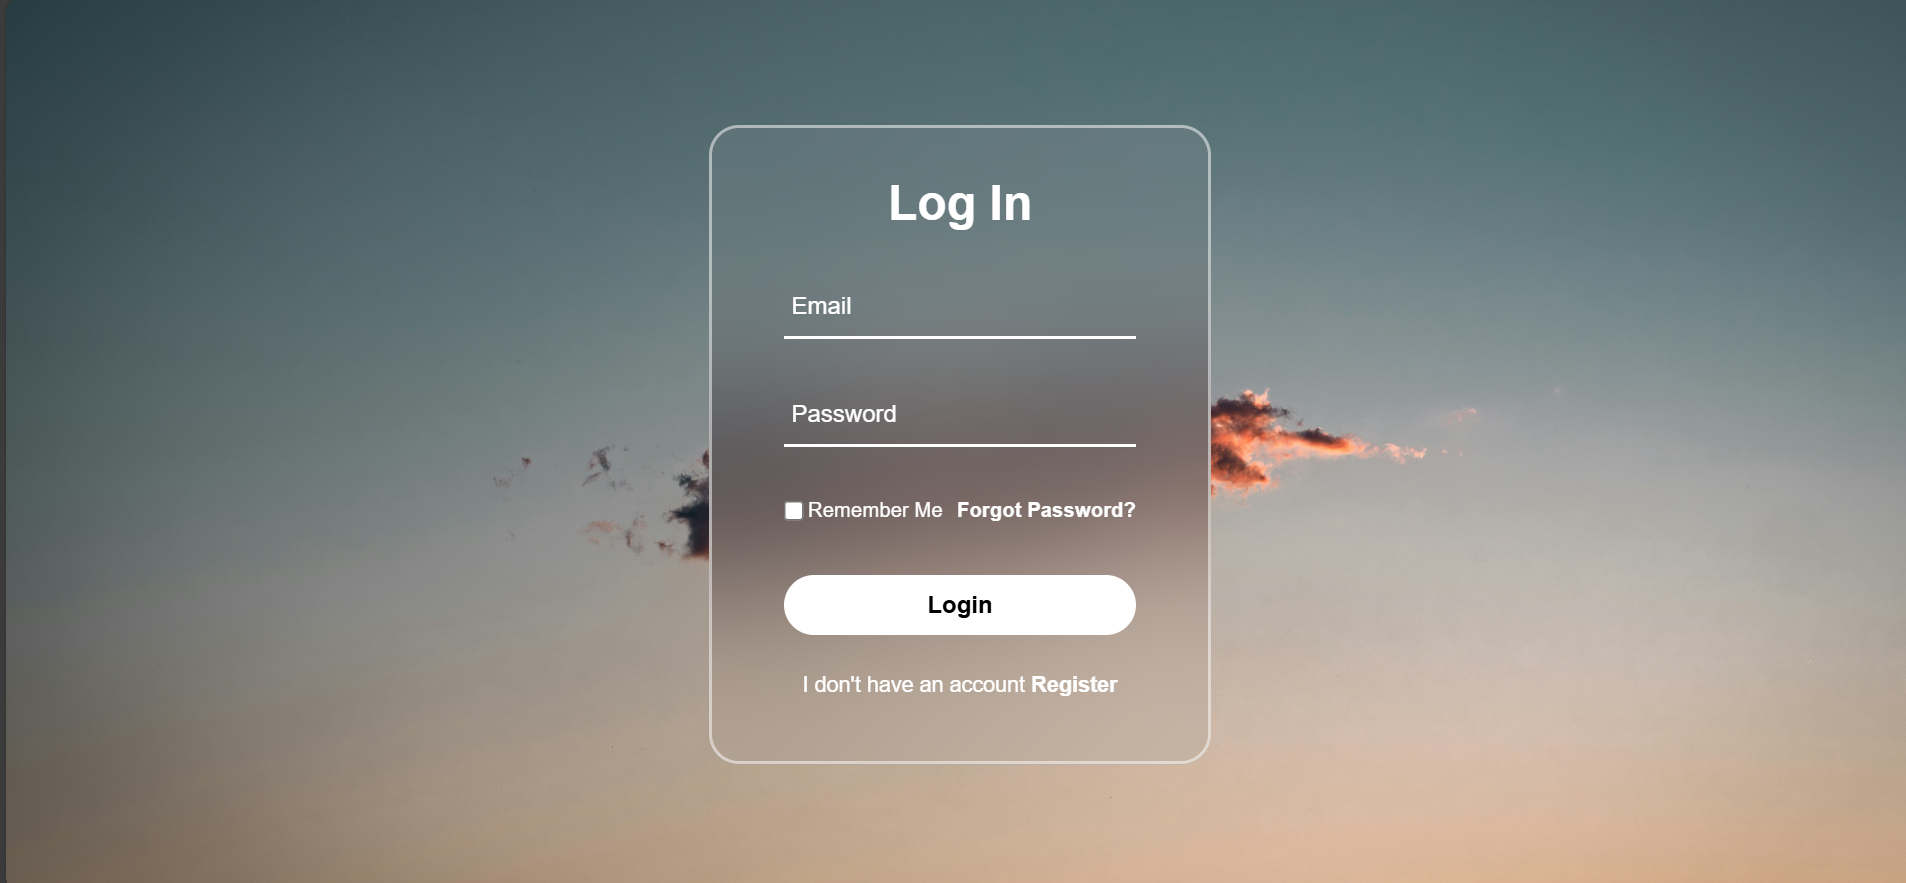 Log In
Email
Password
Remember Me Forgot Password?
Login
I don't have an account Register